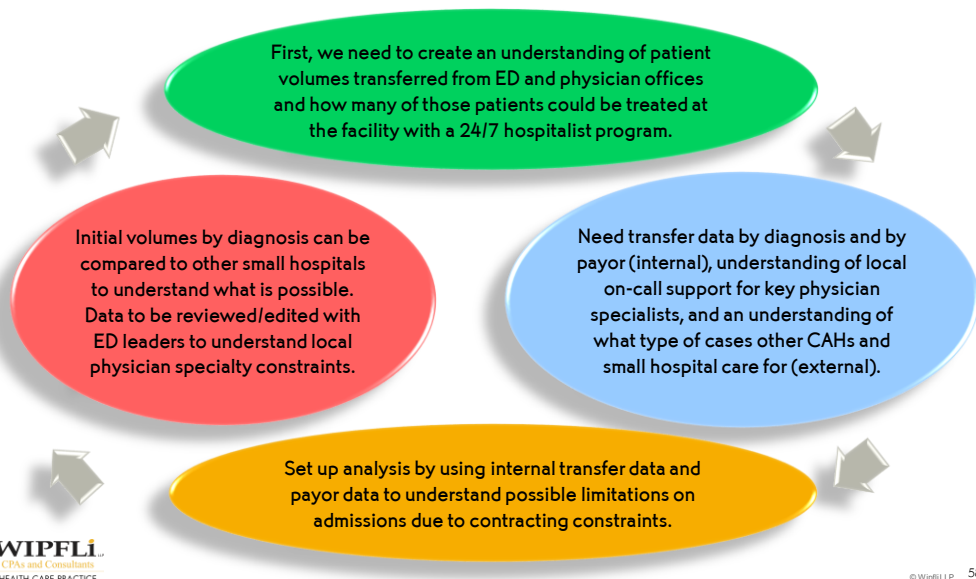 First, we need to create an understanding of patient
volumes transferred from ED and physician offices
and how many of those patients could be treated at
the facility with a 24/7 hospitalist program.
Need transfer data by diagnosis and by
payor (internal), understanding of local
on-call support for key physician
specialists, and an understanding of
what type of cases other CAHs and
small hospital care for (external).
Set up analysis by using internal transfer data and
payor data to understand possible limitations on
admissions due to contracting constraints.
Initial volumes by diagnosis can be
compared to other small hospitals
to understand what is possible.
Data to be reviewed/edited with
ED leaders to understand local
physician specialty constraints.
WIPFLi LLP
CPAs and Consultants
HEALTH CARE PRACTICE
© Wipfli LLP